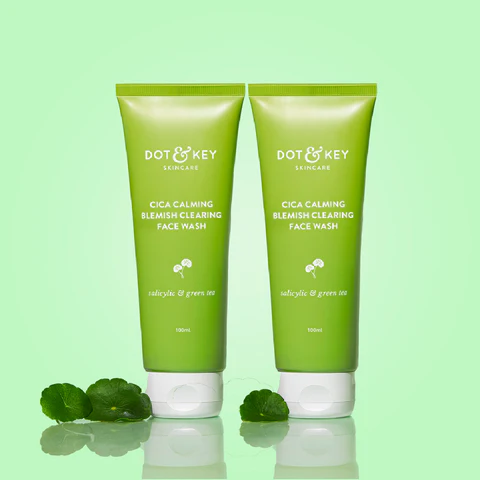 DOT & KEY
SKINCARE
CICA CALMING
BLEMISH CLEARING
FACE WASH
salicylic & green tea
100mL
DOT & KEY
SKINCARE
CICA CALMING
BLEMISH CLEARING
FACE WASH
salicylic & green tea
100mL